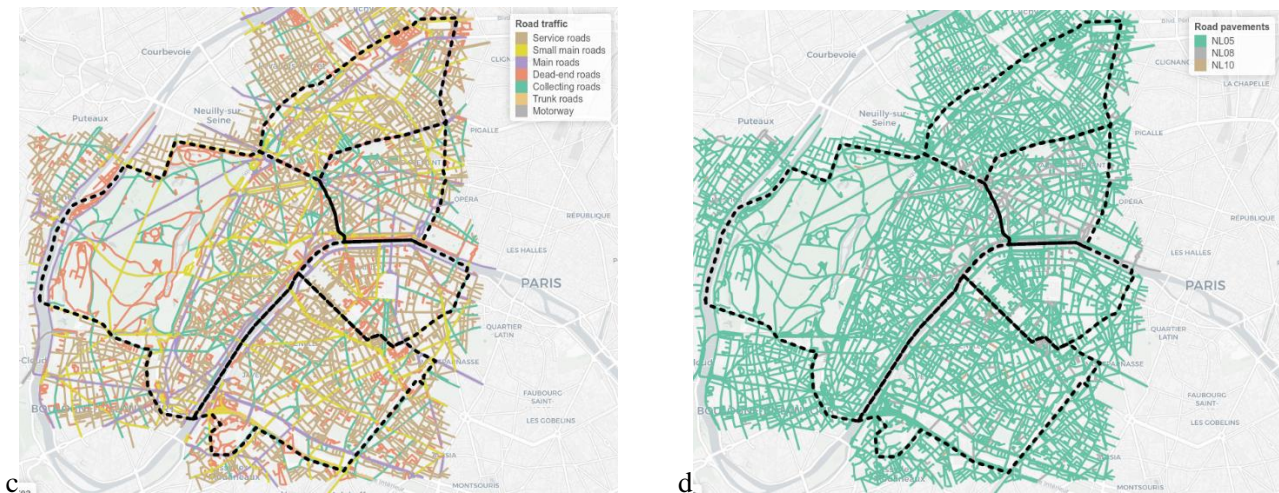 Road traffic
Service roads
Small main roads
Main roads
Dead-end roads
Collecting roads
Trunk roads
Motorway
Courbevoie
Neuilly-sur-
Seine
Puteaux
PIGALLE
OPÉRA
RÉPUBLIQUE
LES HALLES
PARIS
QUARTIER
LATIN
FAUBOURG
SAINT-
LES GOBELINS
MONTSOURIS
c
Road pavements
NL05
NL08
NL10
Courbevoie
CLIGNANCOURT
LA CHAPELLE
Neuilly-sur-
Seine
Puteaux
PIGALLE
OPÉRA
RÉPUBLIQUE
LES HALLES
PARIS
QUARTIER
LATIN
FAUBOURG
SAINT-
LES GOBELINS
MONTSOURIS
d